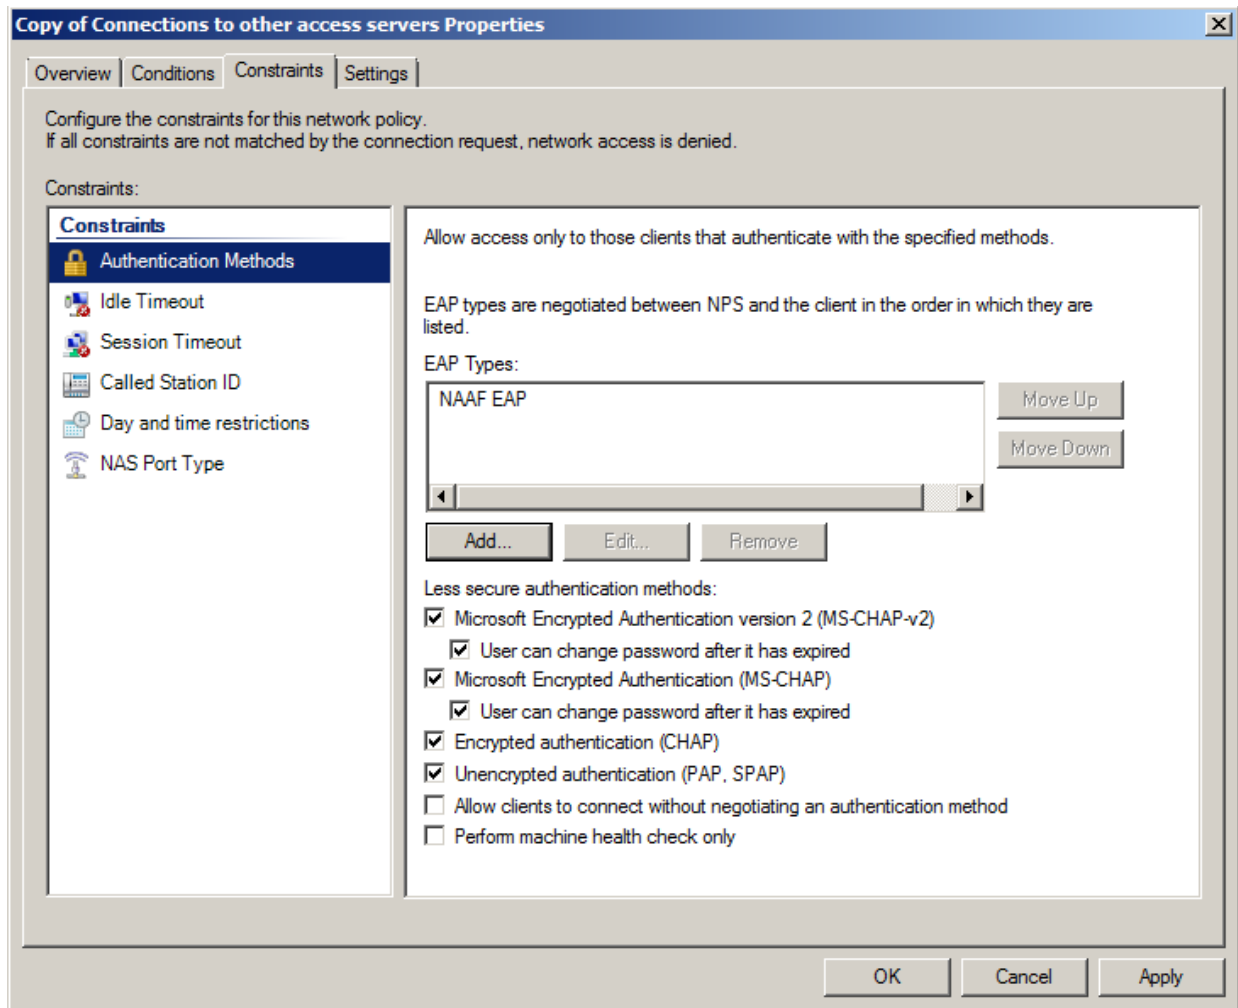 Copy of Connections to other access servers Properties
Overview
Conditions
Constraints
Settings
Configure the constraints for this network policy.
If all constraints are not matched by the connection request, network access is denied.
Constraints:
Constraints
Authentication Methods
Idle Timeout
Session Timeout
Called Station ID
Day and time restrictions
NAS Port Type
Allow access only to those clients that authenticate with the specified methods.
EAP types are negotiated between NPS and the client in the order in which they are
listed.
EAP Types:
NAAF EAP
Move Up
Move Down
Add...
Edit...
Remove
Less secure authentication methods:
Microsoft Encrypted Authentication version 2 (MS-CHAP-v2)
User can change password after it has expired
Microsoft Encrypted Authentication (MS-CHAP)
User can change password after it has expired
Encrypted authentication (CHAP)
Unencrypted authentication (PAP, SPAP)
Allow clients to connect without negotiating an authentication method
Perform machine health check only
OK
Cancel
Apply